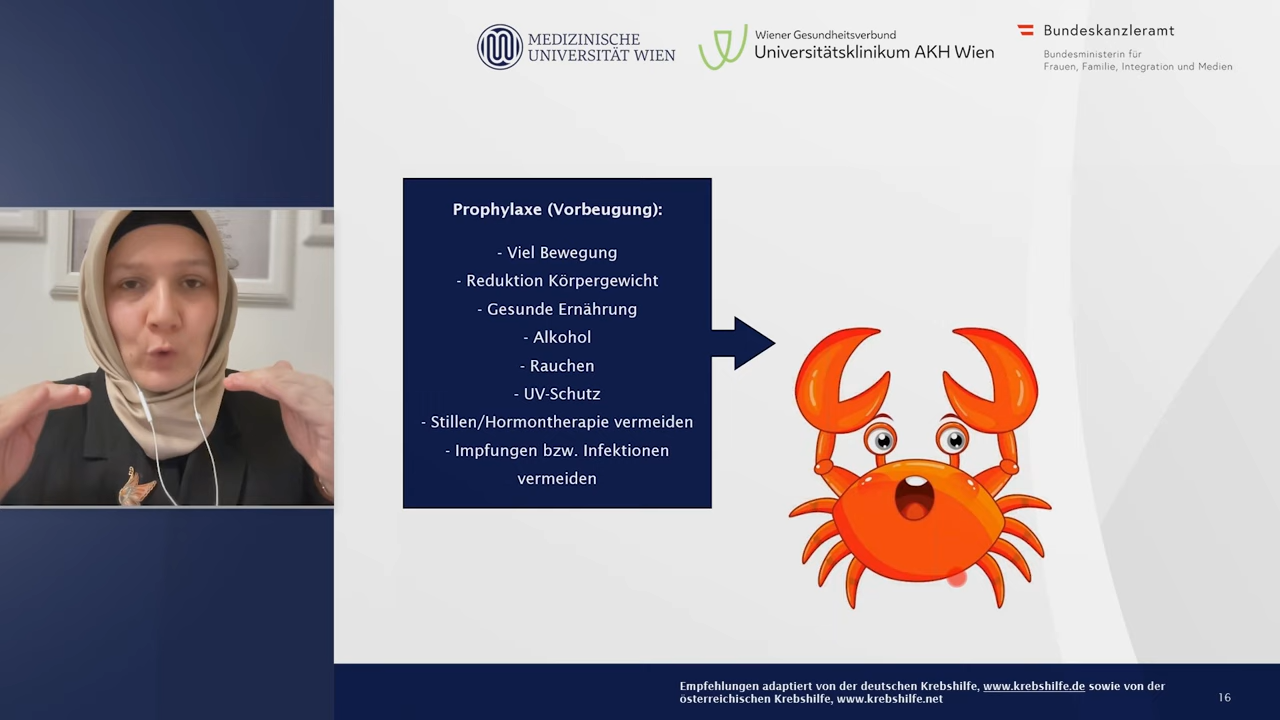 MEDIZINISCHE
UNIVERSITÄT WIEN
Wiener Gesundheitsverbund
Universitätsklinikum AKH Wien
Bundeskanzleramt
Bundesministerin für
Frauen, Familie, Integration und Medien
Prophylaxe (Vorbeugung):
- Viel Bewegung
- Reduktion Körpergewicht
- Gesunde Ernährung
- Alkohol
- Rauchen
- UV-Schutz
- Stillen/Hormontherapie vermeiden
- Impfungen bzw. Infektionen
vermeiden
Empfehlungen adaptiert von der deutschen Krebshilfe, www.krebshilfe.de sowie von der
österreichischen Krebshilfe, www.krebshilfe.net
16